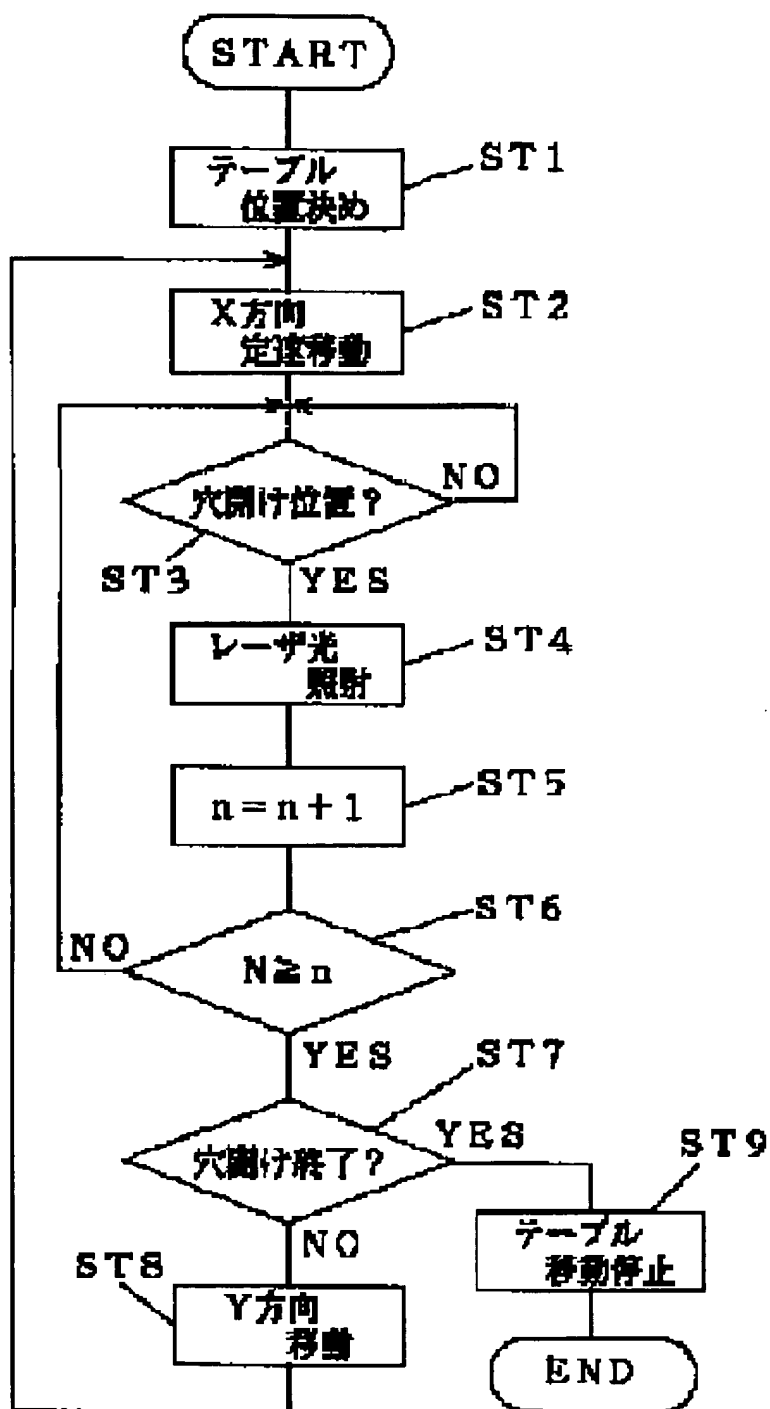 START
テーブル
位置決め
ST1
X方向
定速移動
ST2
穴開け位置?
NO
ST3
YES
レーザ光
照射
ST4
n=n+1
ST5
N≧n
ST6
NO
YES
穴開け終了?
ST7
YES
NO
テーブル
移動停止
ST9
Y方向
移動
ST8
END